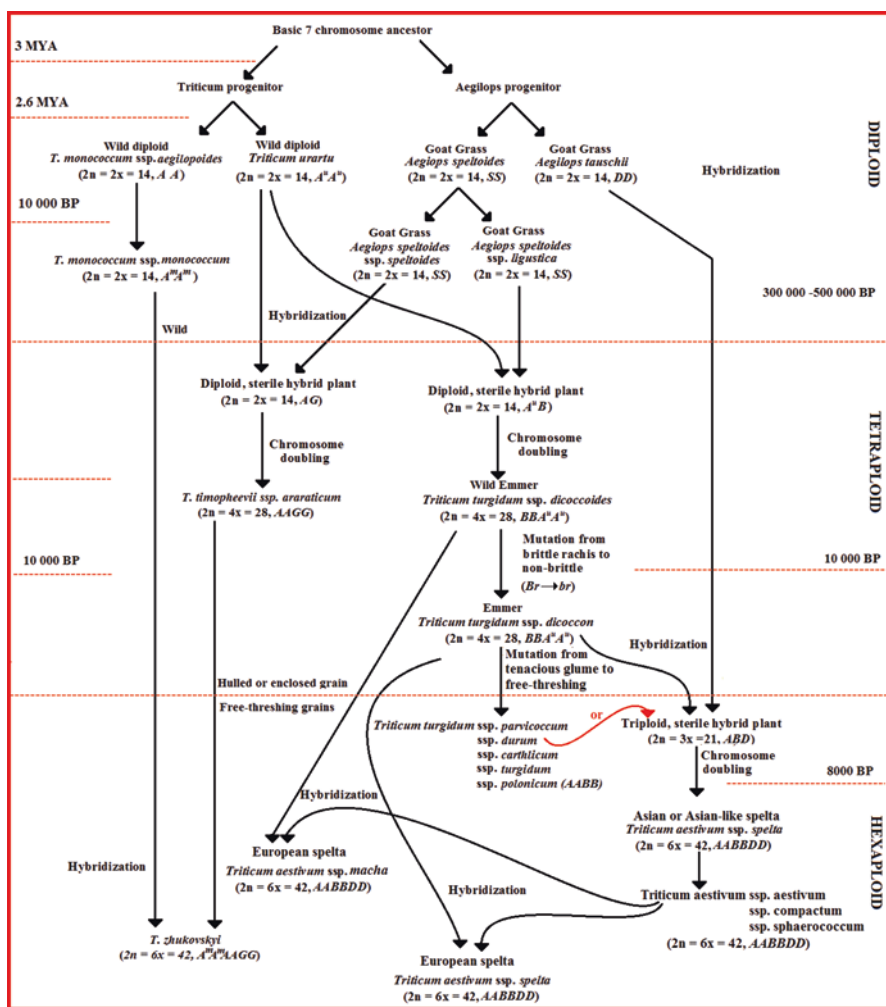 Basic 7 chromosome ancestor
3 MYA
Triticum progenitor
Aegilops progenitor
2.6 MYA
DIPLOID
Wild diploid
T. monococcum ssp. aegilopoides
(2n = 2x = 14, A A)
Wild diploid
Triticum urartu
(2n = 2x = 14, AᵘAᵘ)
Goat Grass
Aegiops speltoides
(2n = 2x = 14, SS)
Goat Grass
Aegilops tauschii
(2n = 2x = 14, DD)
Hybridization
10 000 BP
T. monococcum ssp. monococcum
(2n = 2x = 14, AᵐAᵐ)
Goat Grass
Aegiops speltoides
ssp. speltoides
(2n = 2x = 14, SS)
Goat Grass
Aegiops speltoides
ssp. ligustica
(2n = 2x = 14, SS)
300 000 -500 000 BP
Wild
Hybridization
TETRAPLOID
Diploid, sterile hybrid plant
(2n = 2x = 14, AG)
Diploid, sterile hybrid plant
(2n = 2x = 14, AᵘB)
Chromosome
doubling
Chromosome
doubling
T. timopheevii ssp. araraticum
(2n = 4x = 28, AAGG)
Wild Emmer
Triticum turgidum ssp. dicoccoides
(2n = 4x = 28, BBAᵘAᵘ)
10 000 BP
Mutation from
brittle rachis to
non-brittle
(Br→br)
10 000 BP
Emmer
Triticum turgidum ssp. dicoccon
(2n = 4x = 28, BBAᵘAᵘ)
Hybridization
Mutation from
tenacious glume to
free-threshing
Hulled or enclosed grain
Free-threshing grains
or
Triticum turgidum ssp. parvicoccum
ssp. durum
ssp. carthlicum
ssp. turgidum
ssp. polonicum (AABB)
Triploid, sterile hybrid plant
(2n = 3x =21, ABD)
Chromosome
doubling
8000 BP
HEXAPLOID
Hybridization
Asian or Asian-like spelta
Triticum aestivum ssp. spelta
(2n = 6x = 42, AABBDD)
European spelta
Triticum aestivum ssp. macha
(2n = 6x = 42, AABBDD)
Hybridization
Hybridization
Triticum aestivum ssp. aestivum
ssp. compactum
ssp. sphaerococcum
(2n = 6x = 42, AABBDD)
T. zhukovskyi
(2n = 6x = 42, AᵐAᵐAAGG)
European spelta
Triticum aestivum ssp. spelta
(2n = 6x = 42, AABBDD)